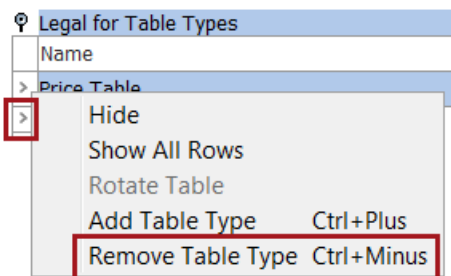 Legal for Table Types
Name
> Price Table
>
Hide
Show All Rows
Rotate Table
Add Table Type Ctrl+Plus
Remove Table Type Ctrl+Minus